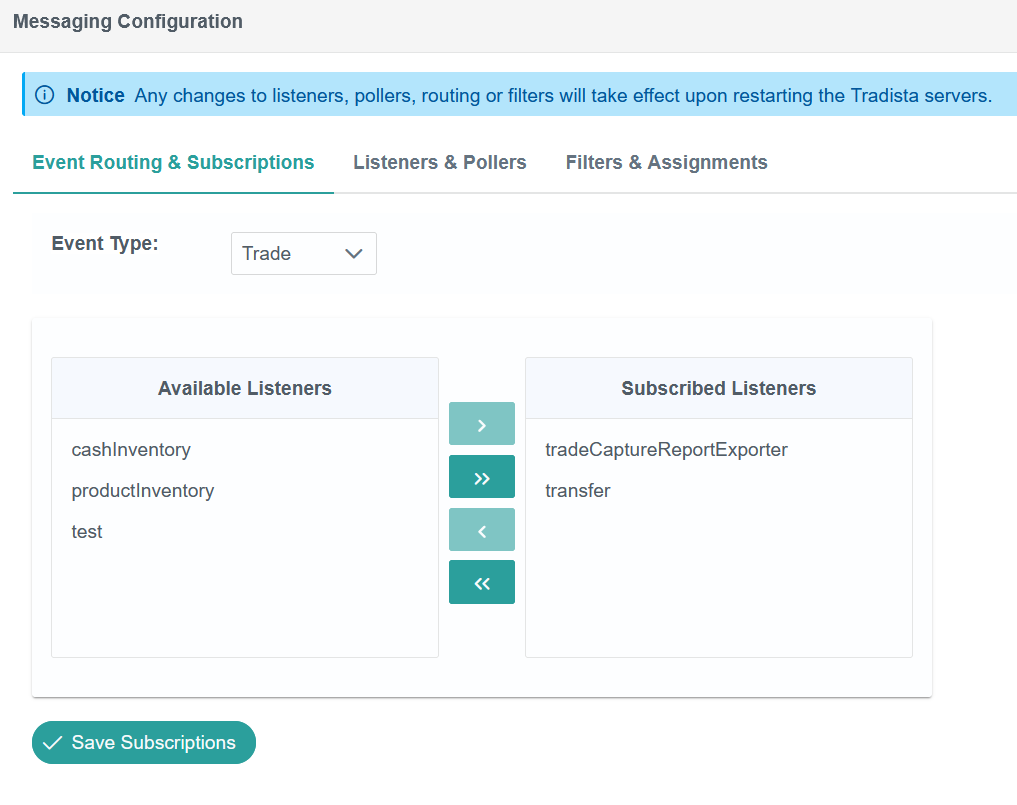 Messaging Configuration
Notice Any changes to listeners, pollers, routing or filters will take effect upon restarting the Tradista servers.
Event Routing & Subscriptions Listeners & Pollers Filters & Assignments
Event Type: Trade
Available Listeners
cashInventory
productInventory
test
Subscribed Listeners
tradeCaptureReportExporter
transfer
Save Subscriptions